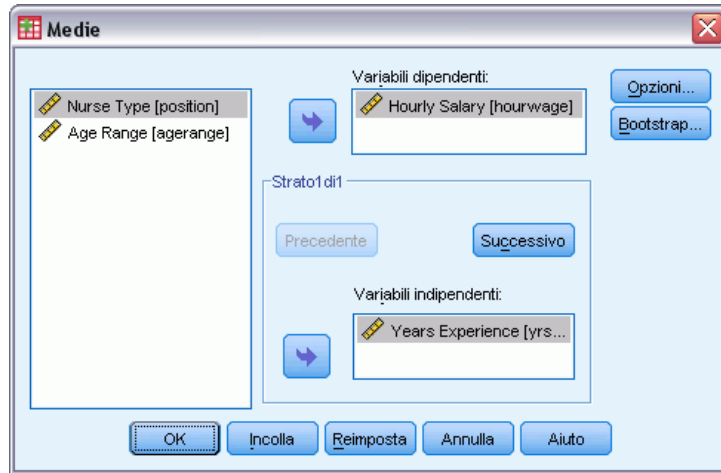 Medie
Nurse Type [position]
Age Range [agerange]
Variabili dipendenti:
Hourly Salary [hourwage]
Opzioni...
Bootstrap...
Strato1di1
Precedente
Successivo
Variabili indipendenti:
Years Experience [yrs...
OK
Incolla
Reimposta
Annulla
Aiuto